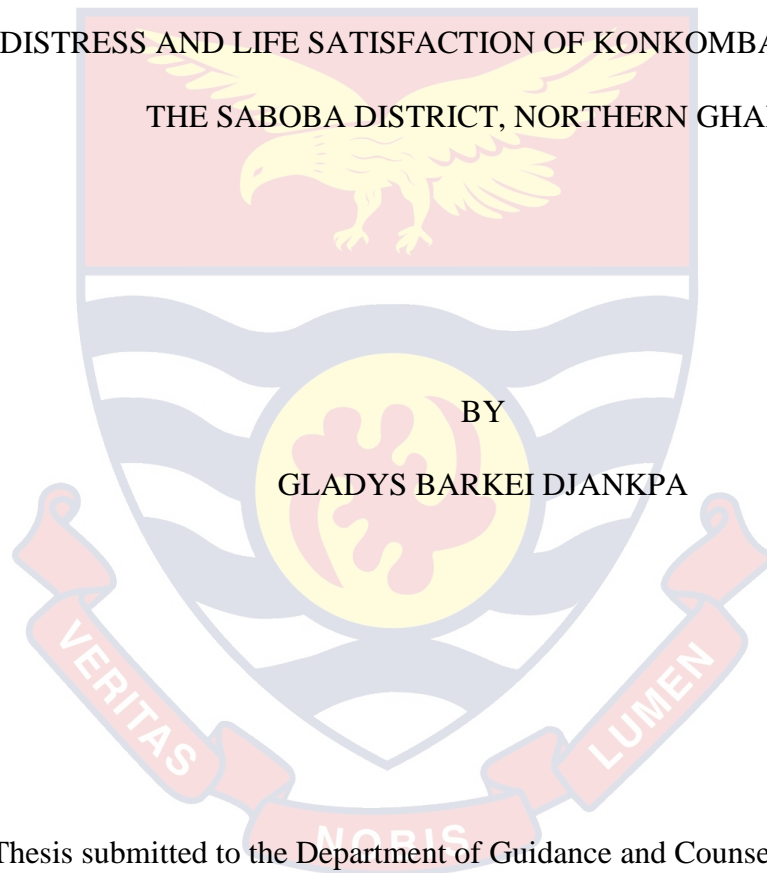 DISTRESS AND LIFE SATISFACTION OF KONKOMBA
THE SABOBA DISTRICT, NORTHERN GHA
BY
GLADYS BARKEI DJANKPA
VERITAS
NOBIS
LUMEN
Thesis submitted to the Department of Guidance and Counse